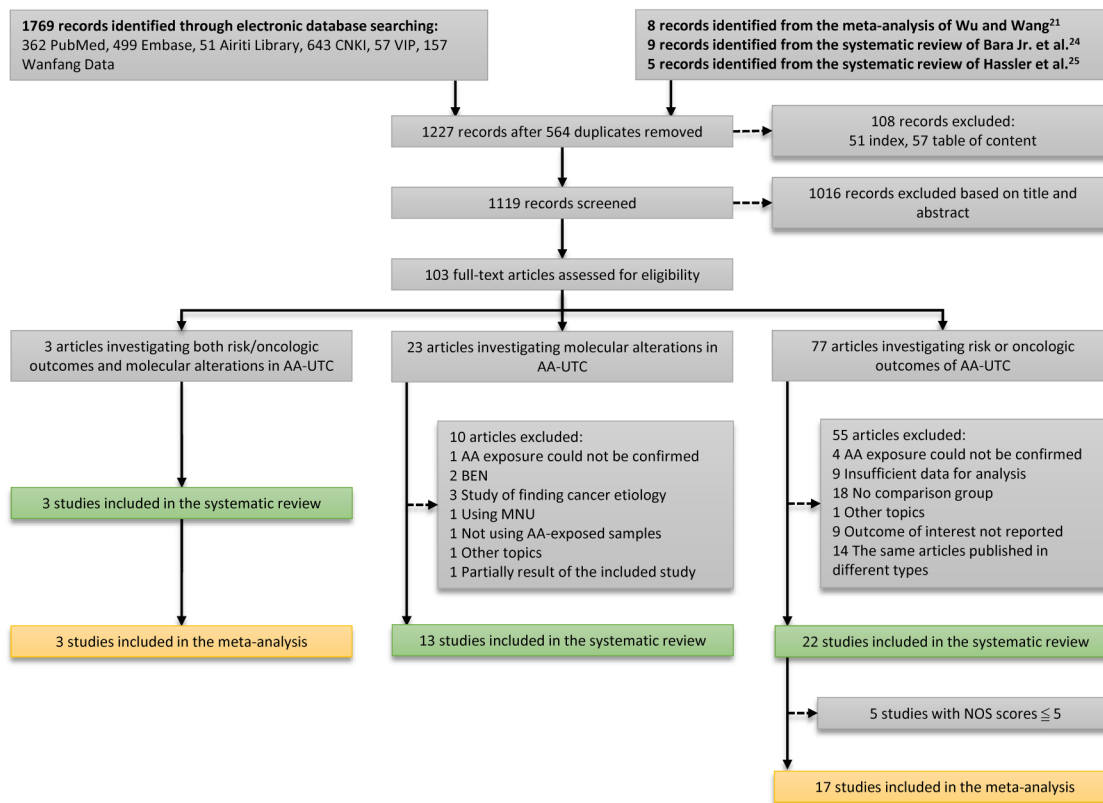 1769 records identified through electronic database searching:
362 PubMed, 499 Embase, 51 Airiti Library, 643 CNKI, 57 VIP, 157
Wanfang Data
8 records identified from the meta-analysis of Wu and Wang21
9 records identified from the systematic review of Bara Jr. et al.24
5 records identified from the systematic review of Hassler et al.25
1227 records after 564 duplicates removed
108 records excluded:
51 index, 57 table of content
1119 records screened
1016 records excluded based on title and
abstract
103 full-text articles assessed for eligibility
3 articles investigating both risk/oncologic
outcomes and molecular alterations in AA-UTC
23 articles investigating molecular alterations in
AA-UTC
77 articles investigating risk or oncologic
outcomes of AA-UTC
10 articles excluded:
1 AA exposure could not be confirmed
2 BEN
3 Study of finding cancer etiology
1 Using MNU
1 Not using AA-exposed samples
1 Other topics
1 Partially result of the included study
55 articles excluded:
4 AA exposure could not be confirmed
9 Insufficient data for analysis
18 No comparison group
1 Other topics
9 Outcome of interest not reported
14 The same articles published in
different types
3 studies included in the systematic review
3 studies included in the meta-analysis
13 studies included in the systematic review
22 studies included in the systematic review
5 studies with NOS scores ≦ 5
17 studies included in the meta-analysis